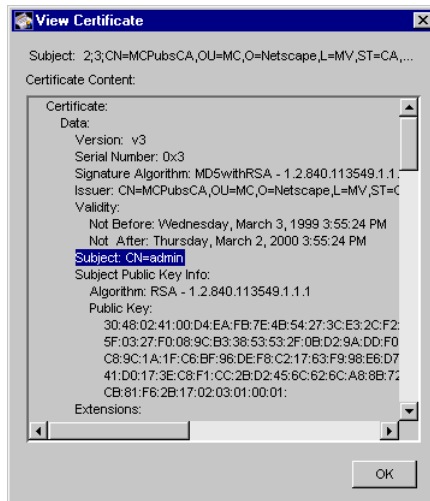 View Certificate
Subject: 2;3;CN=MCPubsCA,OU=MC,O=Netscape,L=MV,ST=CA,...
Certificate Content:
Certificate:
Data:
Version: v3
Serial Number: 0x3
Signature Algorithm: MD5withRSA - 1.2.840.113549.1.1.
Issuer: CN=MCPubsCA,OU=MC,O=Netscape,L=MV,ST=C
Validity:
Not Before: Wednesday, March 3, 1999 3:55:24 PM
Not After: Thursday, March 2, 2000 3:55:24 PM
Subject: CN=admin
Subject Public Key Info:
Algorithm: RSA - 1.2.840.113549.1.1.1
Public Key:
30:48:02:41:00:D4:EA:FB:7E:4B:54:27:3C:E3:2C:F2:
5F:03:27:F0:08:9C:B3:38:53:53:2F:0B:D2:9A:DD:F0
C8:9C:1A:1F:C6:BF:96:DE:F8:C2:17:63:F9:98:E6:D7
41:D0:17:3E:C8:F1:CC:2B:D2:45:6C:62:6C:A8:8B:72
CB:81:F6:2B:17:02:03:01:00:01:
Extensions:
OK